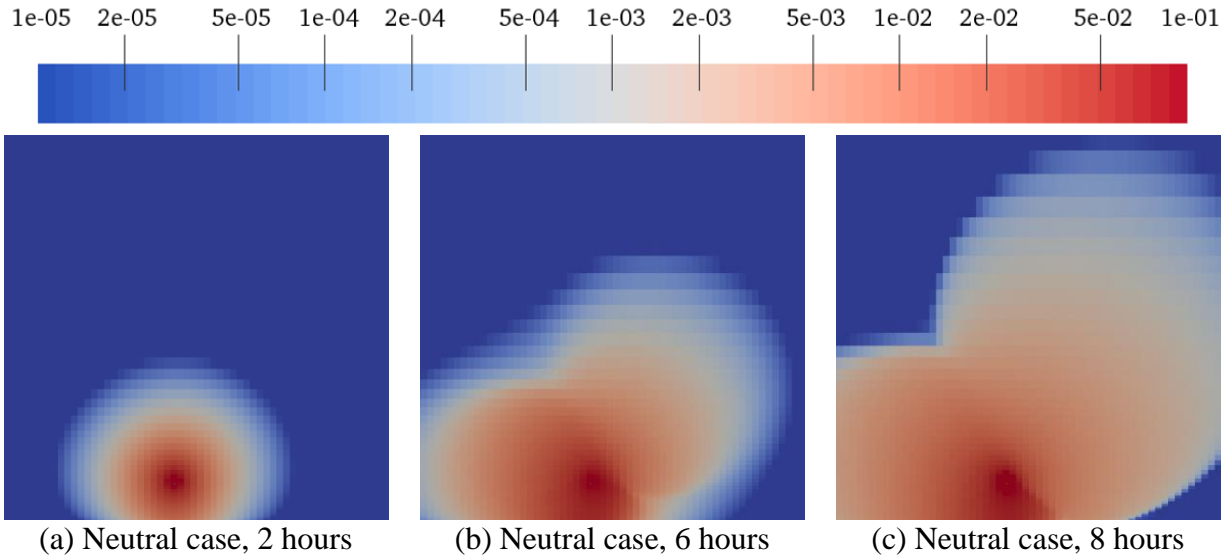 1e-05 2e-05 5e-05 1e-04 2e-04 5e-04 1e-03 2e-03 5e-03 1e-02 2e-02 5e-02 1e-01
(a) Neutral case, 2 hours (b) Neutral case, 6 hours (c) Neutral case, 8 hours